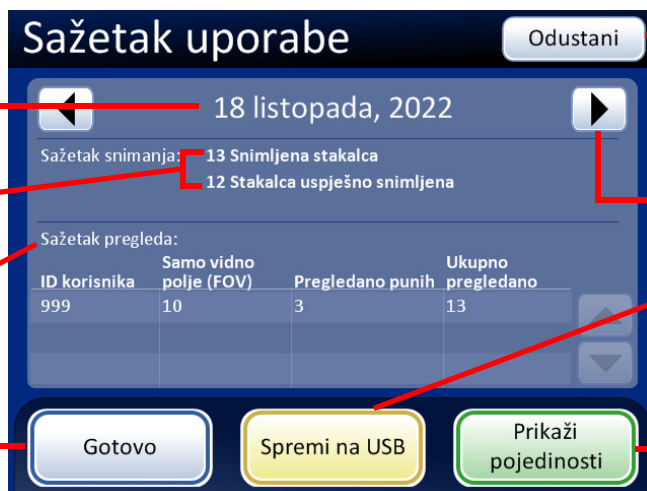 Sažetak uporabe
Odustani
18 listopada, 2022
Sažetak snimanja: 13 Snimljena stakalca
12 Stakalca uspješno snimljena
Sažetak pregleda:
ID korisnika Samo vidno polje (FOV) Pregledano punih Ukupno pregledano
999 10 3 13
Gotovo
Spremi na USB
Prikaži
pojedinosti